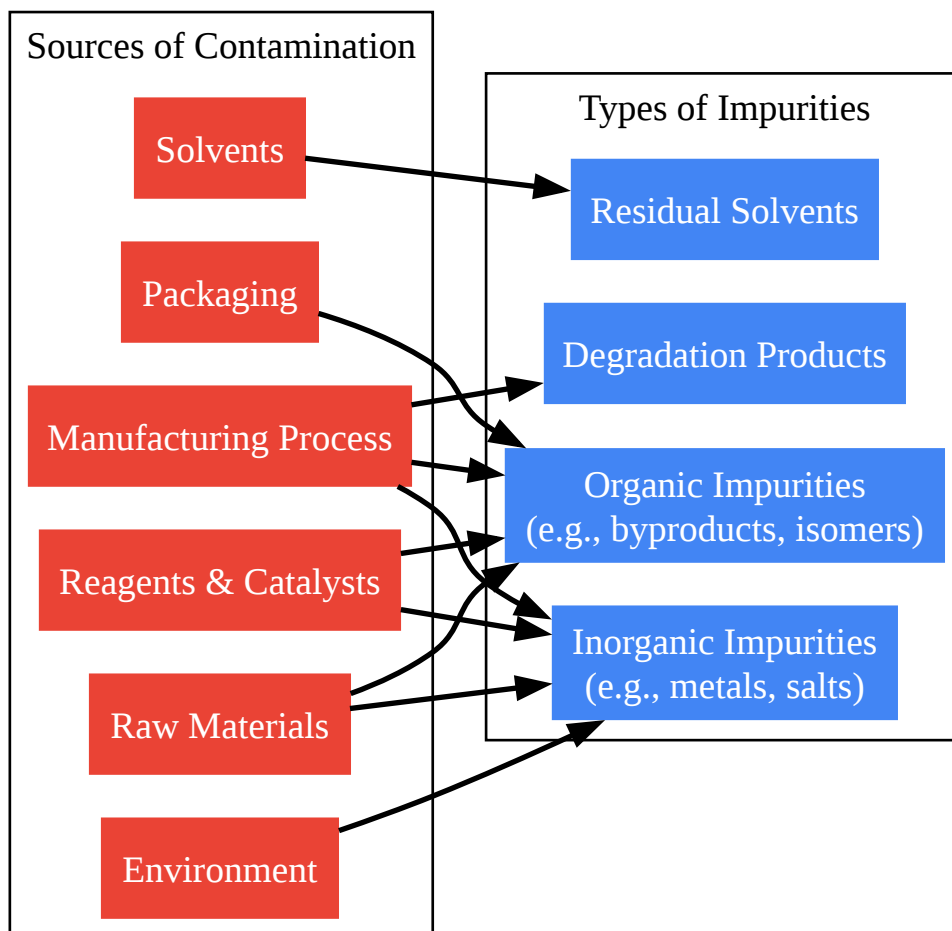 Sources of Contamination
Solvents
Packaging
Manufacturing Process
Reagents & Catalysts
Raw Materials
Environment
Types of Impurities
Residual Solvents
Degradation Products
Organic Impurities
(e.g., byproducts, isomers)
Inorganic Impurities
(e.g., metals, salts)